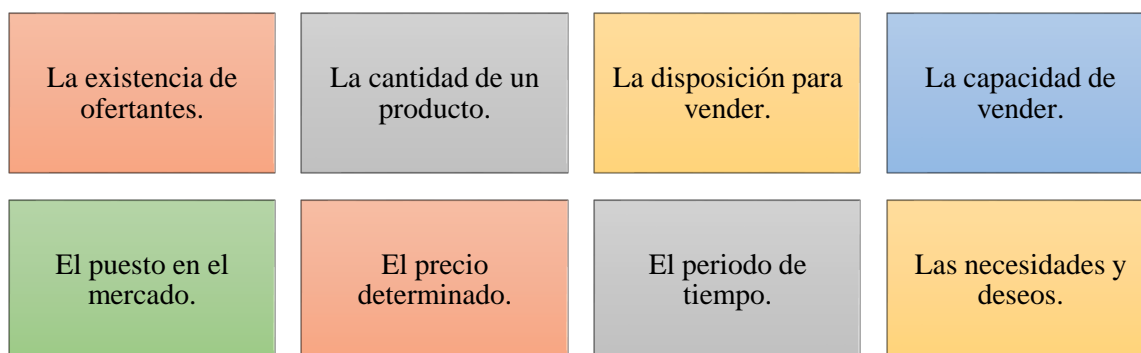 La existencia de
ofertantes.
La cantidad de un
producto.
La disposición para
vender.
La capacidad de
vender.
El puesto en el
mercado.
El precio
determinado.
El periodo de
tiempo.
Las necesidades y
deseos.